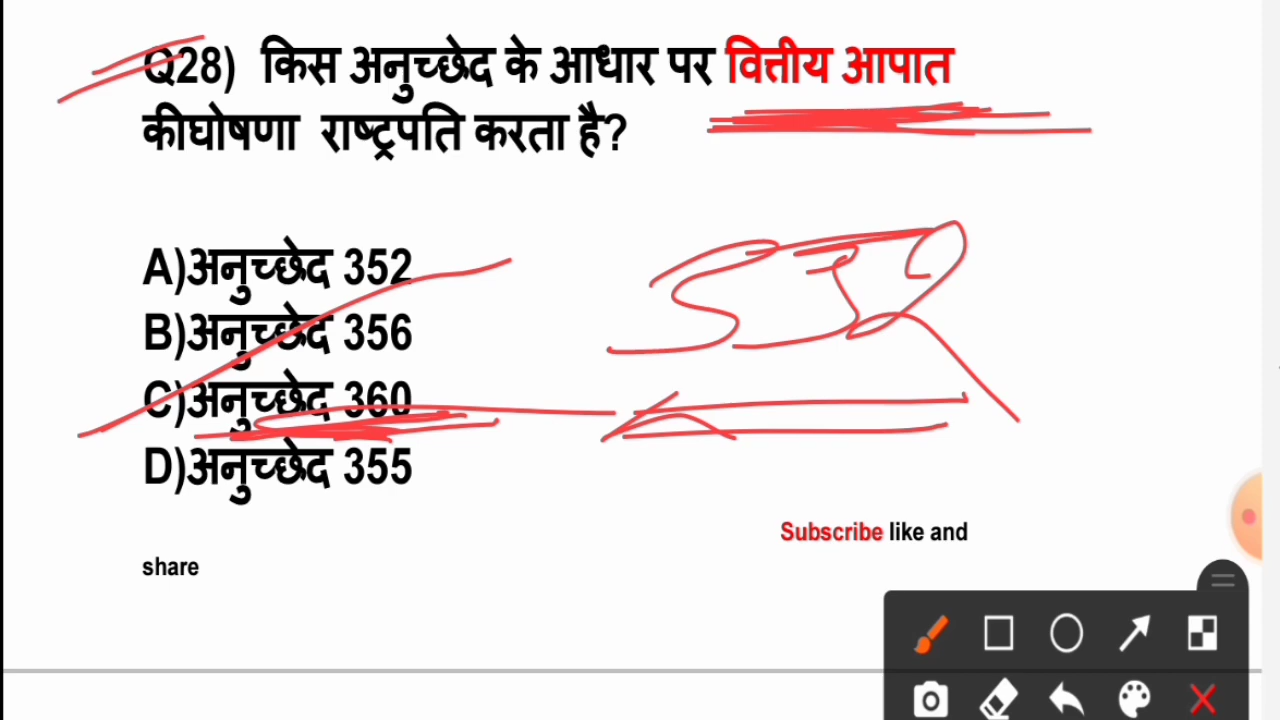 Q28) किस अनुच्छेद के आधार पर वित्तीय आपात
कीघोषणा राष्ट्रपति करता है?
A)अनुच्छेद 352
B)अनुच्छेद 356
C)अनुच्छेद 360
D)अनुच्छेद 355
Subscribe like and
share